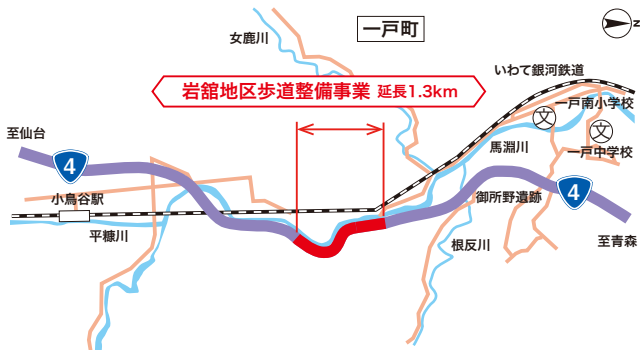 女鹿川
一戸町
N
いわて銀河鉄道
岩舘地区歩道整備事業 延長1.3km
一戸南小学校
文
文
至仙台
馬淵川
一戸中学校
4
小鳥谷駅
御所野遺跡
4
平糠川
根反川
至青森